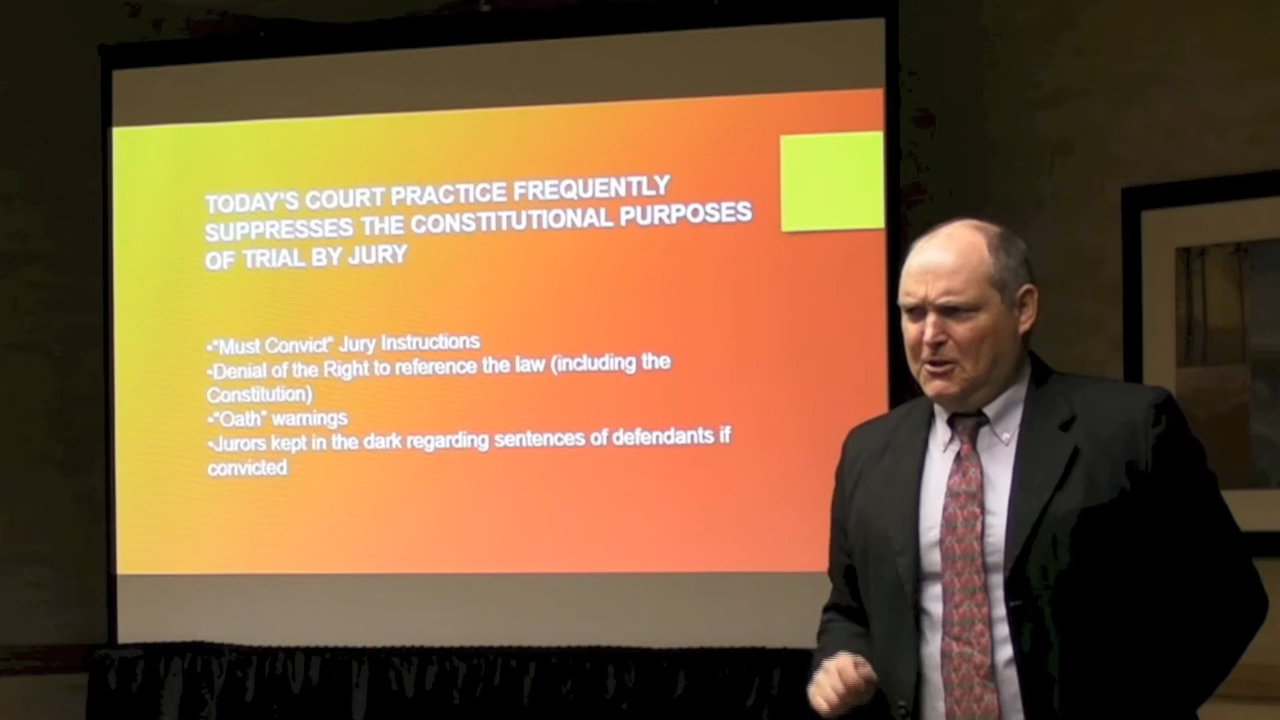 TODAY'S COURT PRACTICE FREQUENTLY
SUPPRESSES THE CONSTITUTIONAL PURPOSES
OF TRIAL BY JURY
•"Must Convict" Jury Instructions
•Denial of the Right to reference the law (including the
Constitution)
•"Oath" warnings
•Jurors kept in the dark regarding sentences of defendants if
convicted